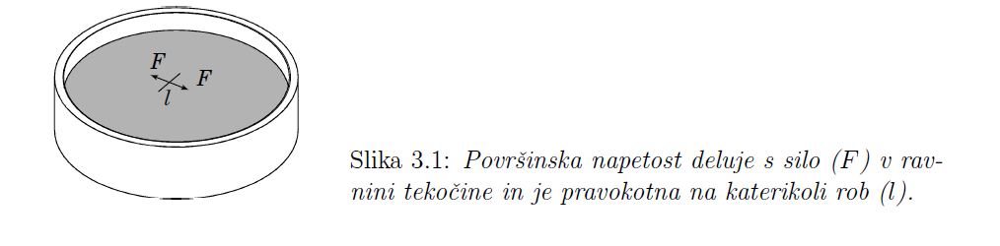 F
F
l
Slika 3.1: Površinska napetost deluje s silo (F) v rav-
nini tekočine in je pravokotna na katerikoli rob (l).